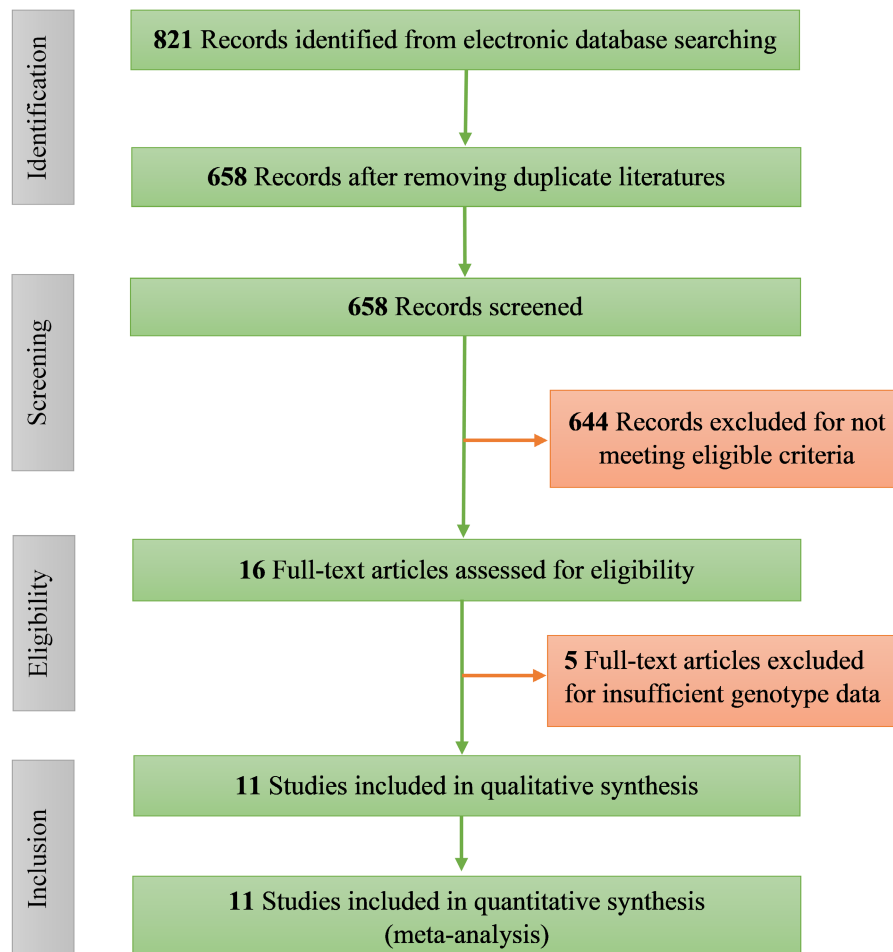 Identification
821 Records identified from electronic database searching
658 Records after removing duplicate literatures
Screening
658 Records screened
644 Records excluded for not
meeting eligible criteria
Eligibility
16 Full-text articles assessed for eligibility
5 Full-text articles excluded
for insufficient genotype data
Inclusion
11 Studies included in qualitative synthesis
11 Studies included in quantitative synthesis
(meta-analysis)